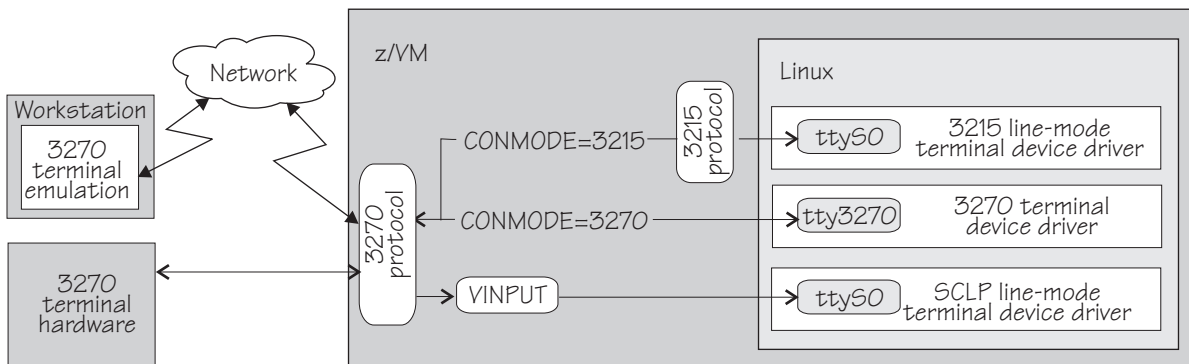 z/VM
Network
Linux
Workstation
3270
terminal
emulation
CONMODE=3215
3215
protocol
ttyS0
3215 line-mode
terminal device driver
3270
protocol
CONMODE=3270
tty3270
3270 terminal
device driver
3270
terminal
hardware
VINPUT
ttyS0
SCLP line-mode
terminal device driver